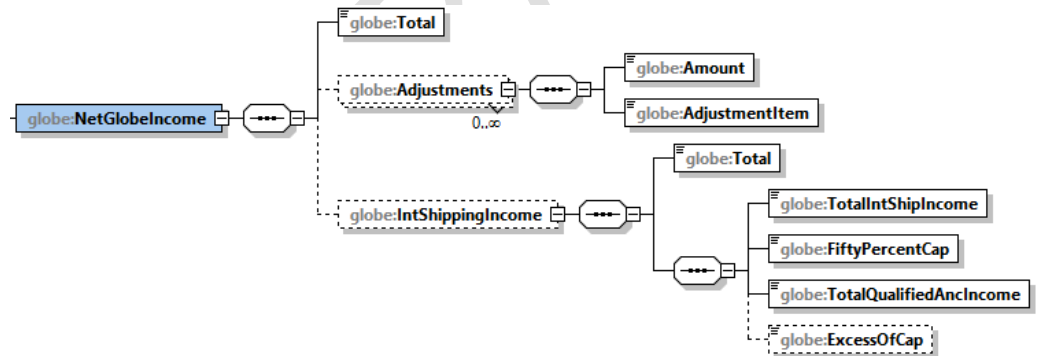 globe:Total
globe:Adjustments
0..∞
globe:Amount
globe:AdjustmentItem
globe:NetGlobeIncome
globe:IntShippingIncome
globe:Total
globe:TotalIntShipIncome
globe:FiftyPercentCap
globe:TotalQualifiedAncIncome
globe:ExcessOfCap